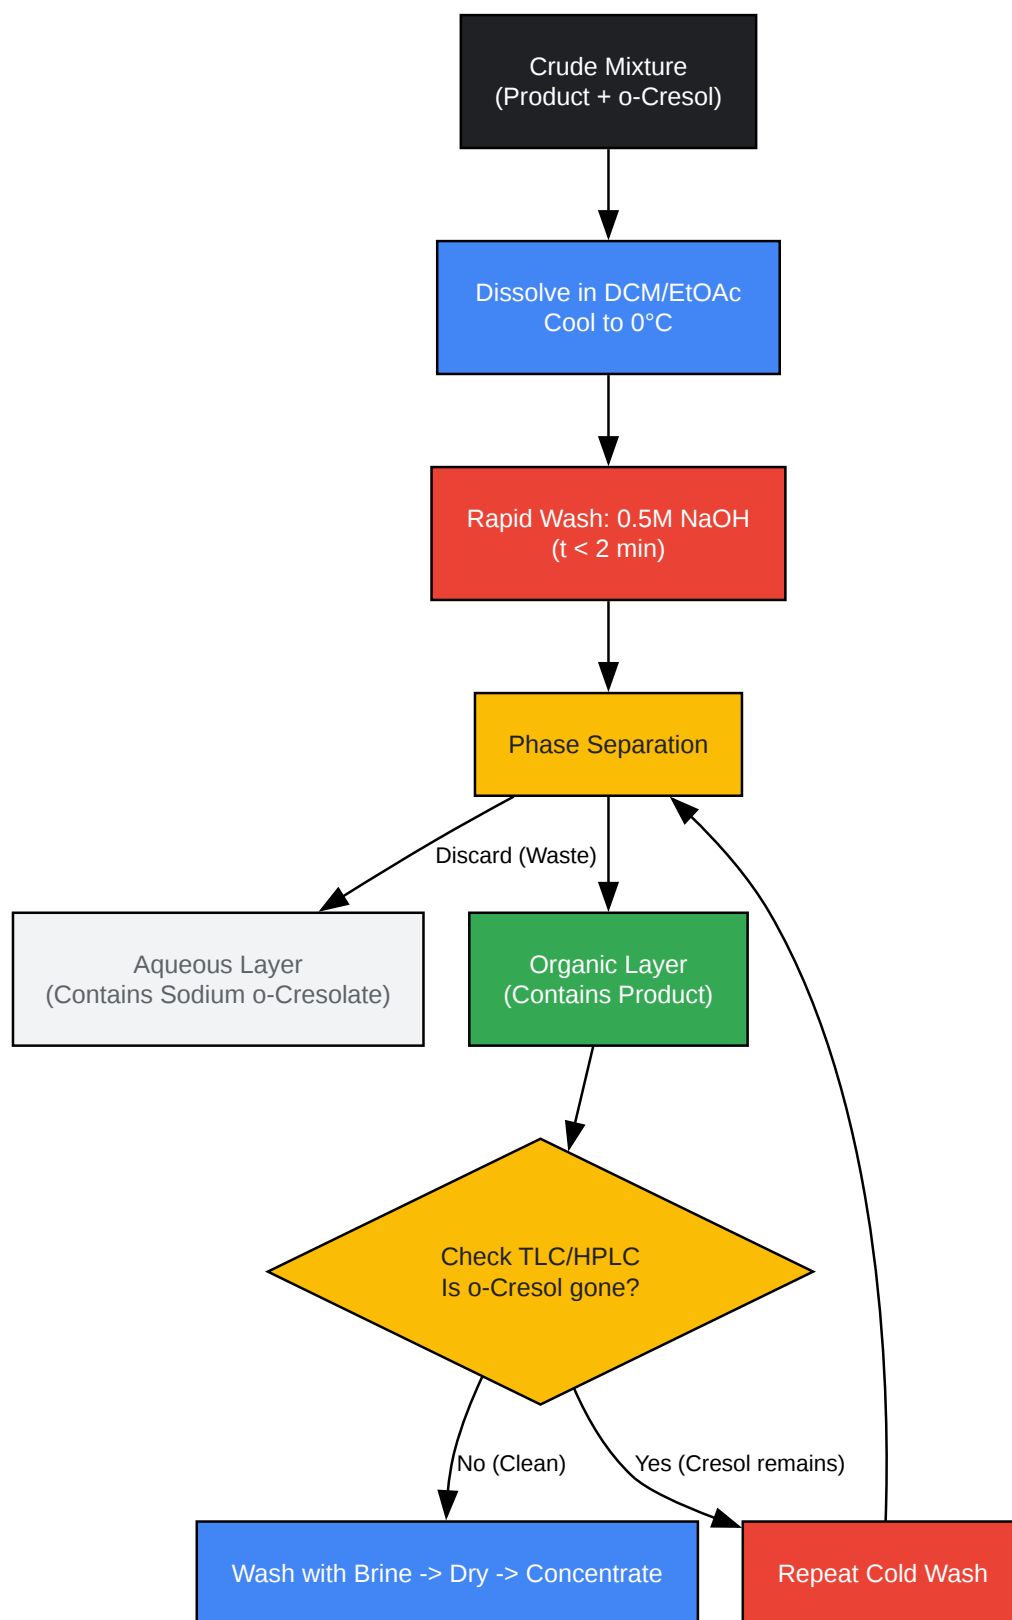 Crude Mixture
(Product + o-Cresol)
Dissolve in DCM/EtOAc
Cool to 0°C
Rapid Wash: 0.5M NaOH
(t < 2 min)
Phase Separation
Discard (Waste)
Aqueous Layer
(Contains Sodium o-Cresolate)
Organic Layer
(Contains Product)
Check TLC/HPLC
Is o-Cresol gone?
No (Clean)
Yes (Cresol remains)
Wash with Brine -> Dry -> Concentrate
Repeat Cold Wash